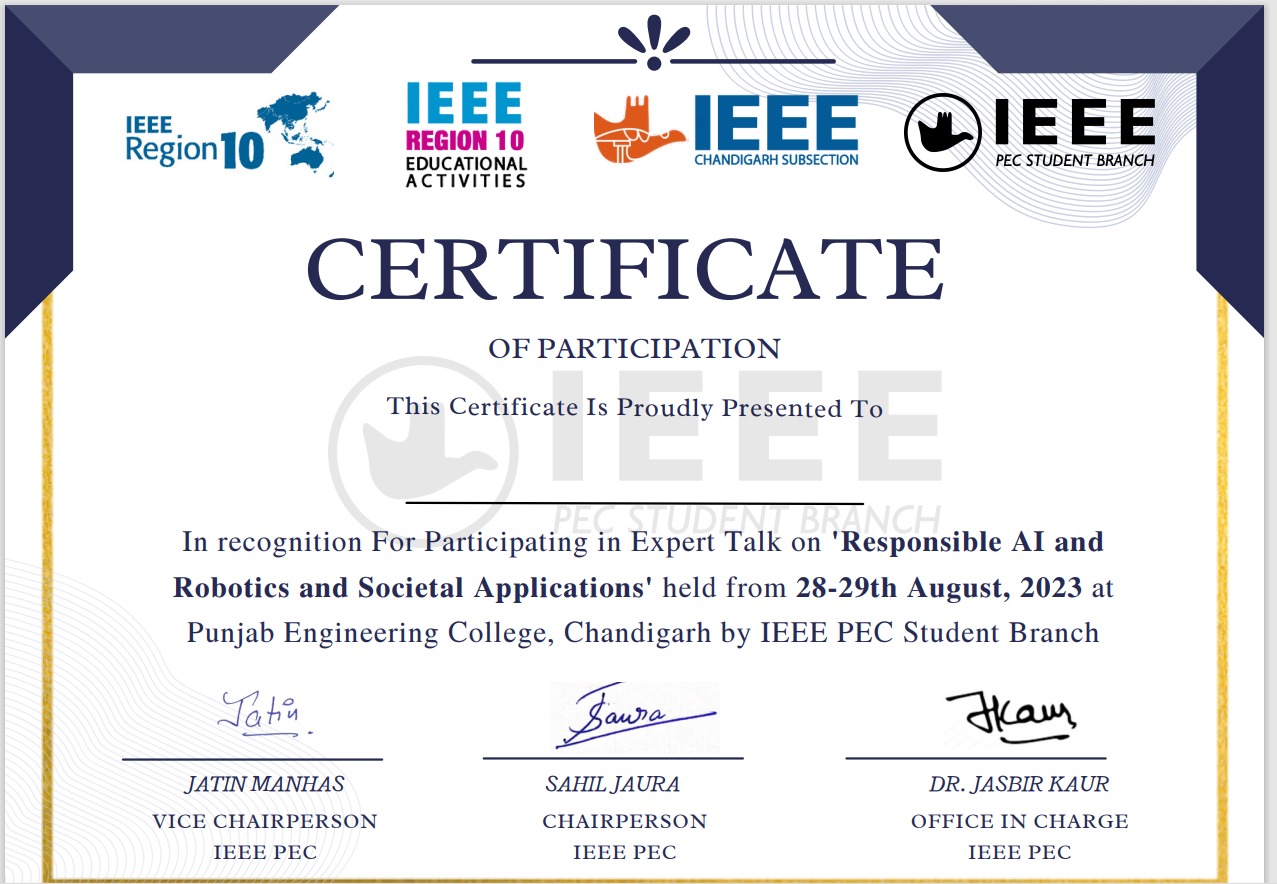 IEEE
Region 10
IEEE
REGION 10
EDUCATIONAL
ACTIVITIES
IEEE
CHANDIGARH SUBSECTION
IEEE
PEC STUDENT BRANCH
CERTIFICATE
OF PARTICIPATION
This Certificate Is Proudly Presented To
IEEE
PEC STUDENT BRANCH
In recognition For Participating in Expert Talk on 'Responsible AI and
Robotics and Societal Applications' held from 28-29th August, 2023 at
Punjab Engineering College, Chandigarh by IEEE PEC Student Branch
Jatin
SJaura
JKaur
JATIN MANHAS
SAHIL JAURA
DR. JASBIR KAUR
VICE CHAIRPERSON
CHAIRPERSON
OFFICE IN CHARGE
IEEE PEC
IEEE PEC
IEEE PEC